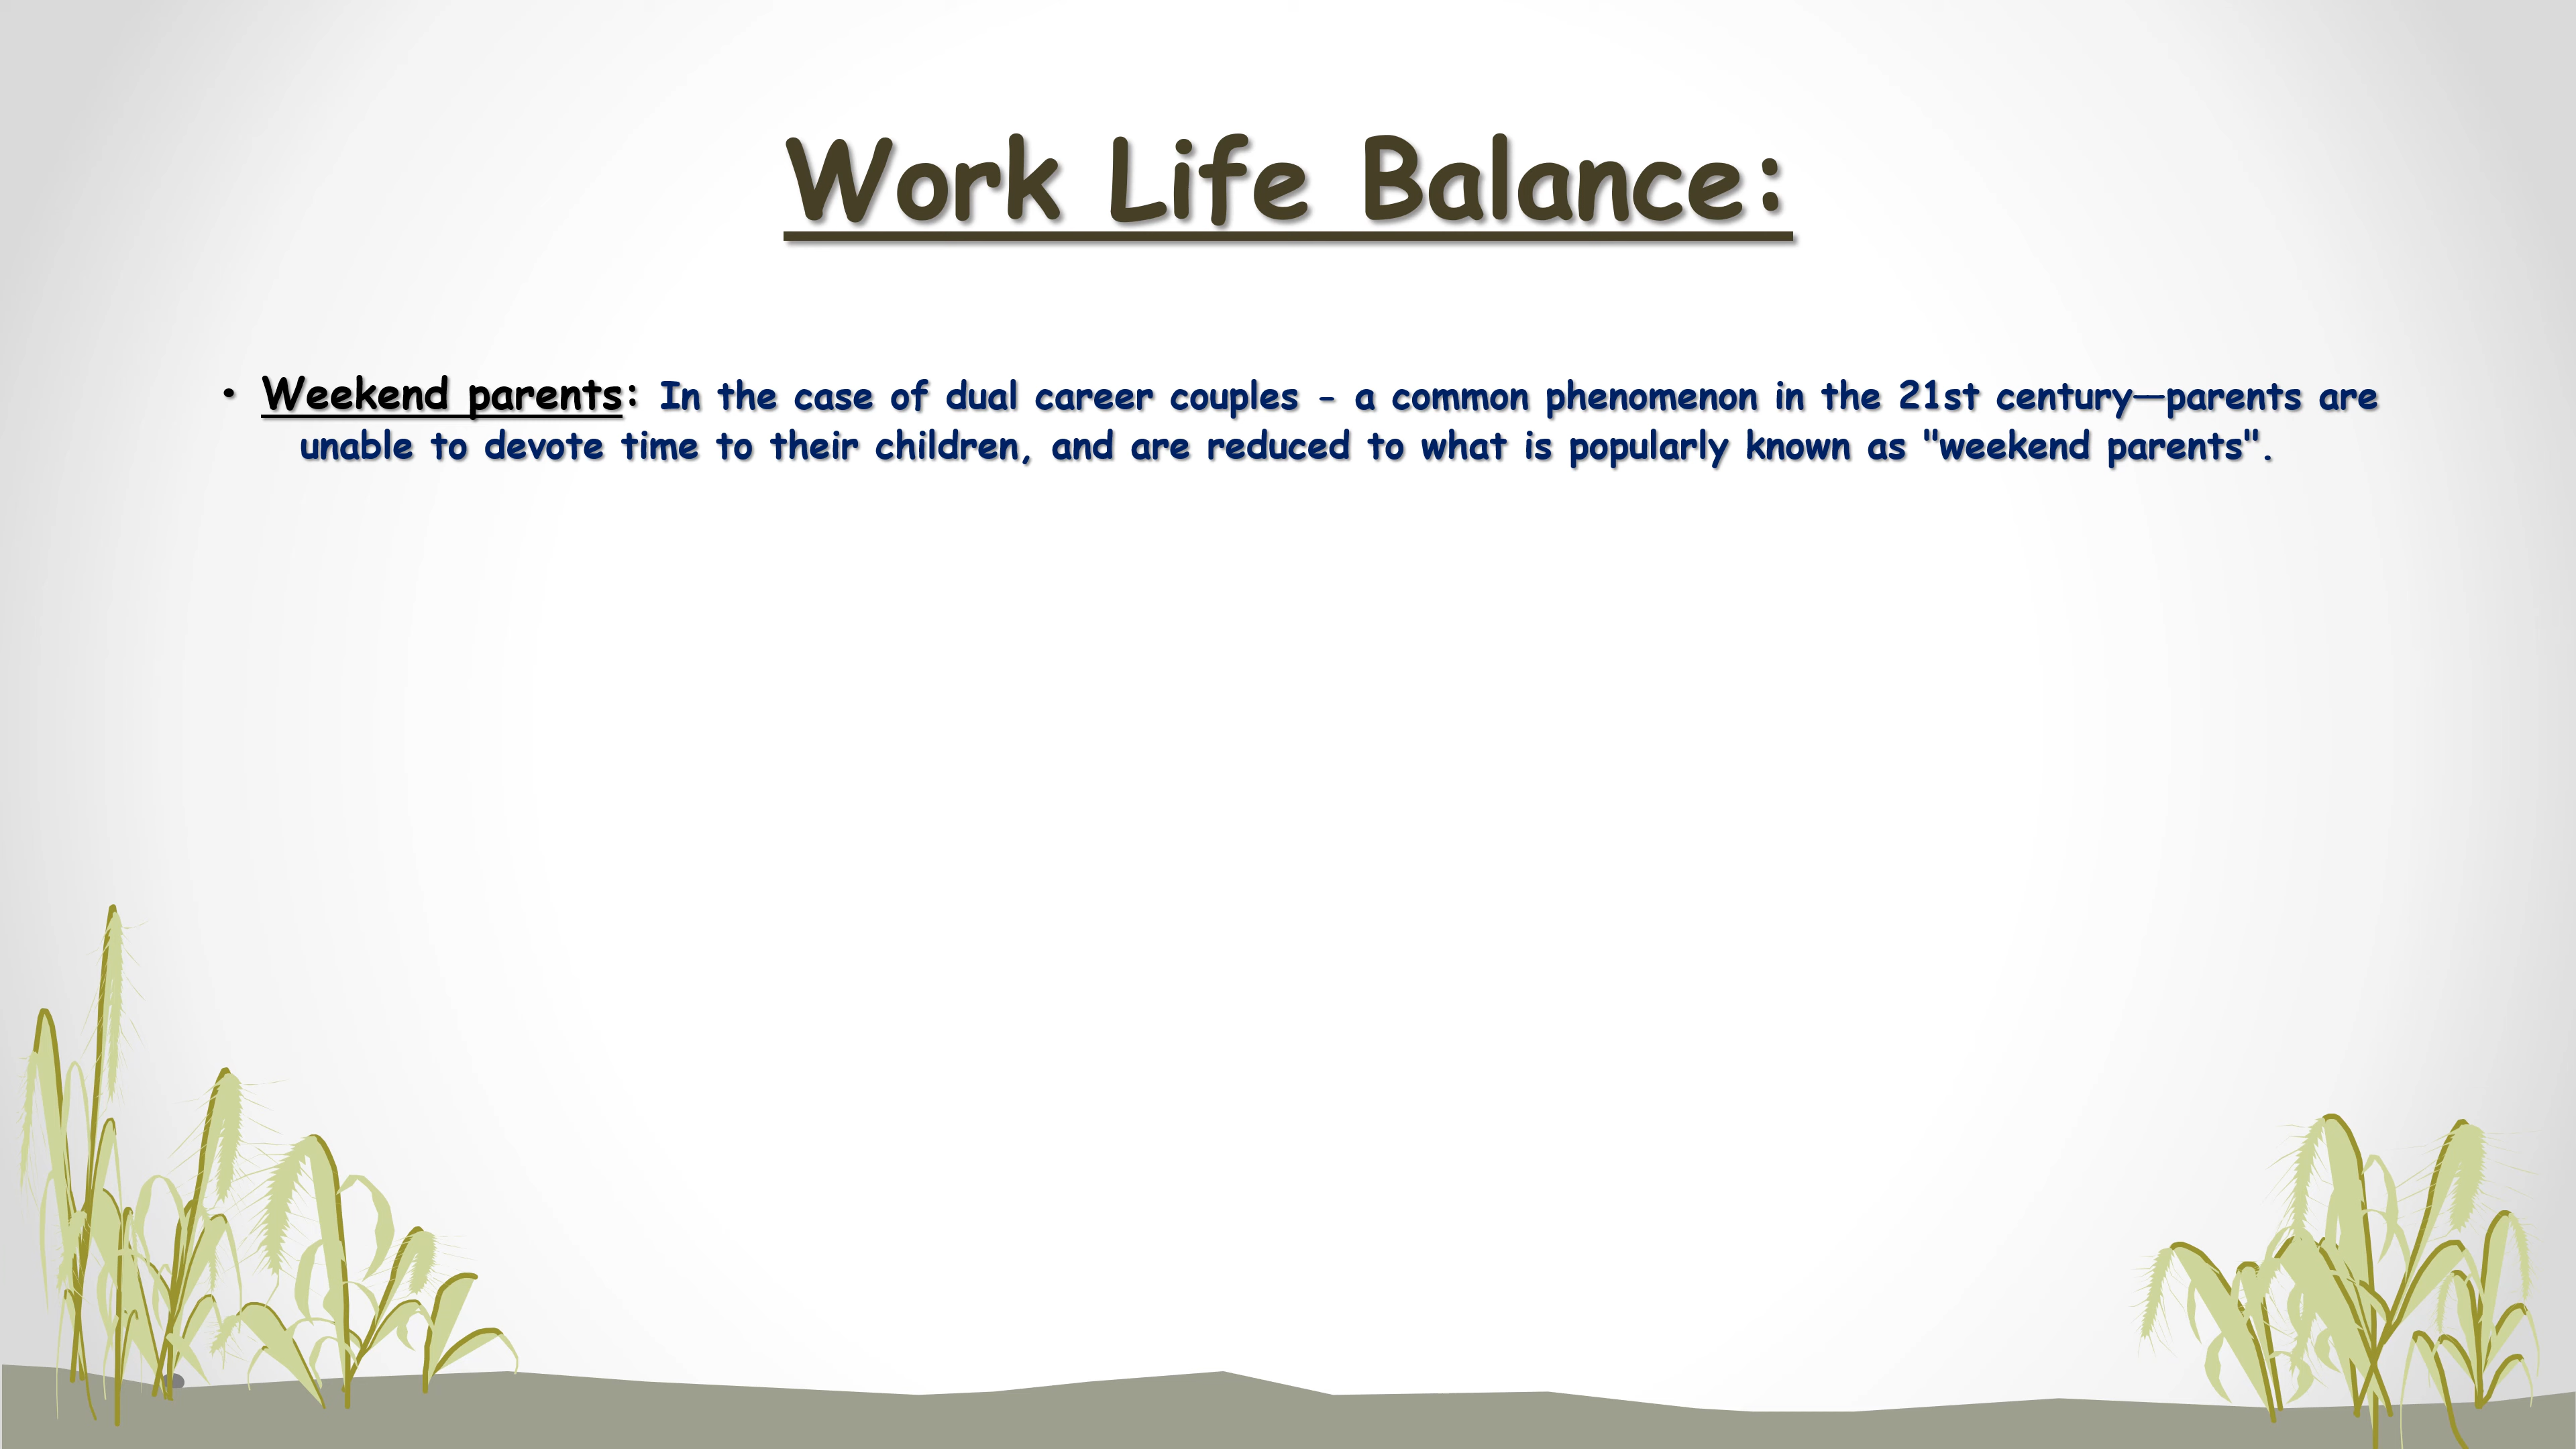 Work Life Balance:
• Weekend parents: In the case of dual career couples - a common phenomenon in the 21st century—parents are
unable to devote time to their children, and are reduced to what is popularly known as "weekend parents".